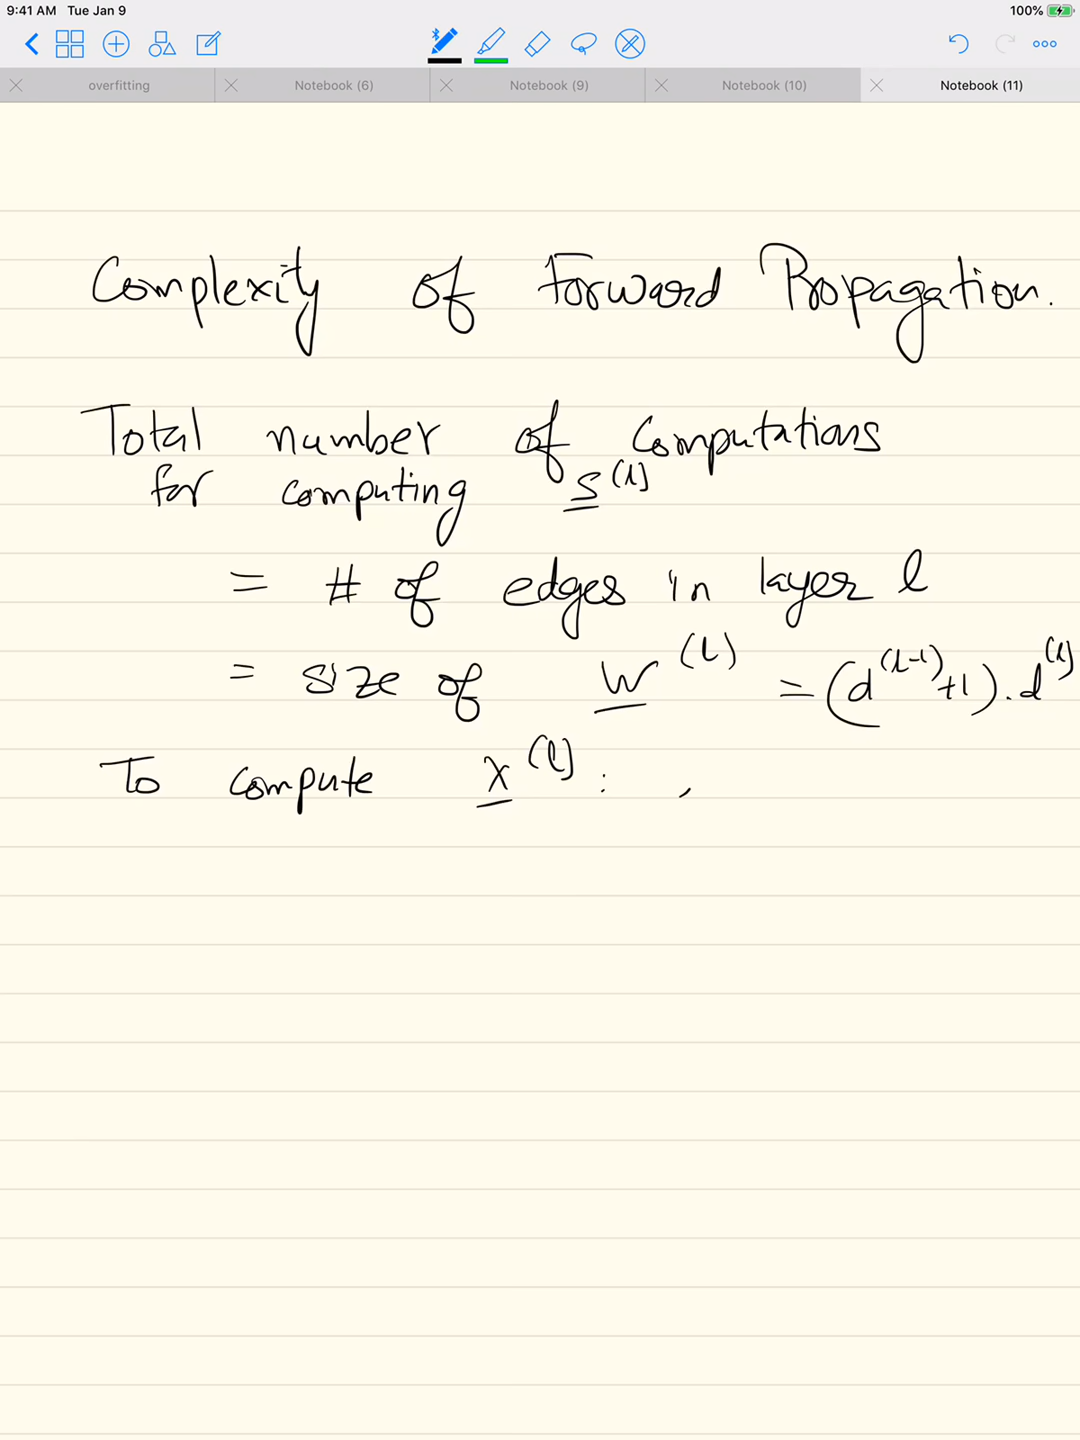 9:41 AM Tue Jan 9 100%
overfitting Notebook (6) Notebook (9) Notebook (10) Notebook (11)
Complexity of Forward Propagation.
Total number of Computations
for computing s^(l)
= # of edges in layer l
= size of W^(l) = (d^(l-1)+1).d^(l)
To compute x^(l) : ,